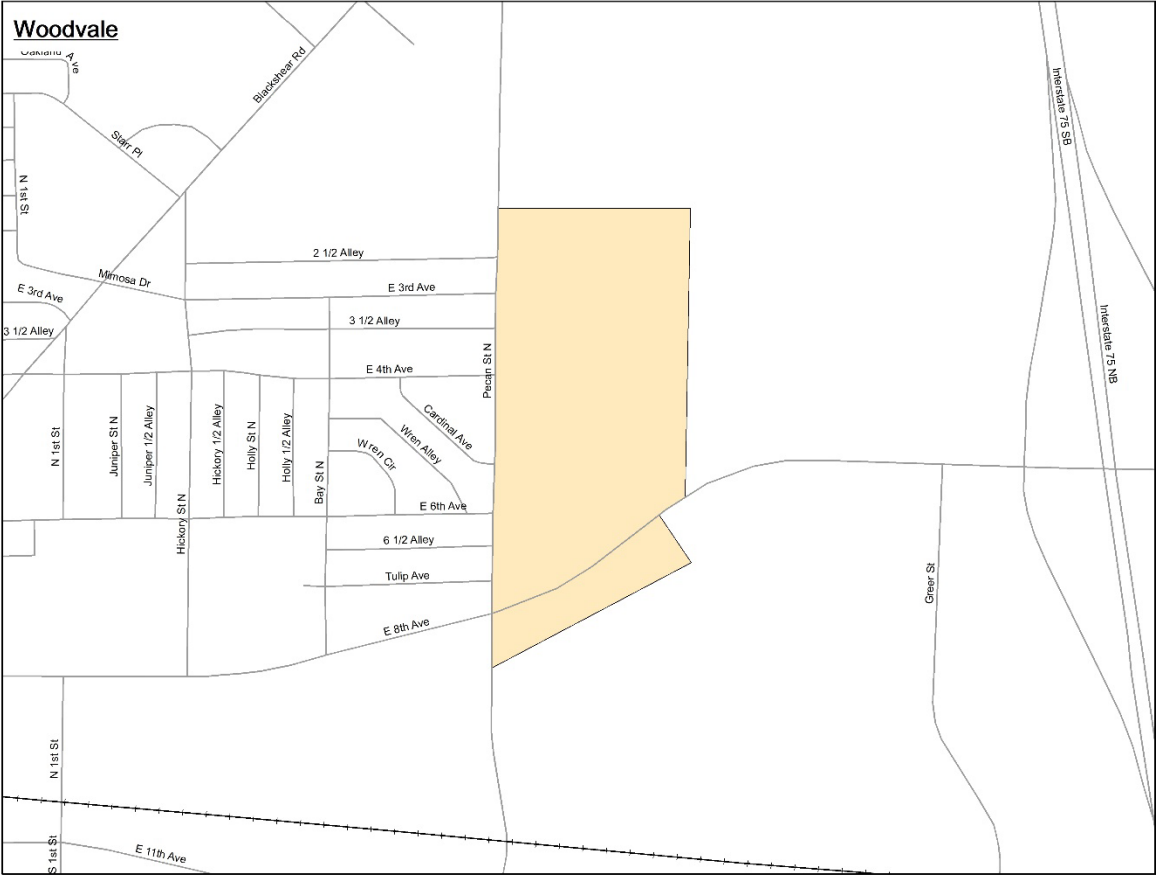 Woodvale
Oakland Ave
Blackshear Rd
Starr Pl
N 1st St
Interstate 75 SB
2 1/2 Alley
Mimosa Dr
E 3rd Ave
E 3rd Ave
3 1/2 Alley
3 1/2 Alley
Interstate 75 NB
E 4th Ave
Pecan St N
Cardinal Ave
Wren Alley
Wren Cir
N 1st St
Juniper St N
Juniper 1/2 Alley
Hickory 1/2 Alley
Holly St N
Holly 1/2 Alley
Bay St N
Hickory St N
E 6th Ave
6 1/2 Alley
Tulip Ave
Greer St
E 8th Ave
N 1st St
S 1st St
E 11th Ave